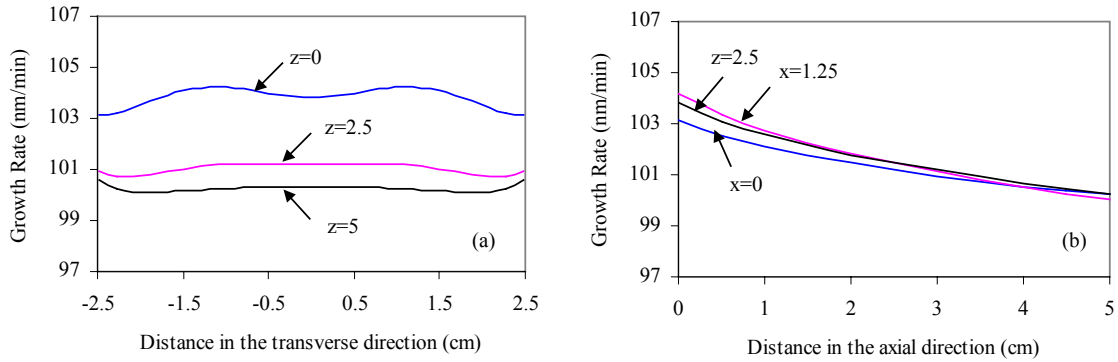 107
105
103
101
99
97
Growth Rate (nm/min)
z=0
z=2.5
z=5
(a)
-2.5
-1.5
-0.5
0.5
1.5
2.5
Distance in the transverse direction (cm)
107
105
103
101
99
97
Growth Rate (nm/min)
z=2.5
x=1.25
x=0
(b)
0
1
2
3
4
5
Distance in the axial direction (cm)